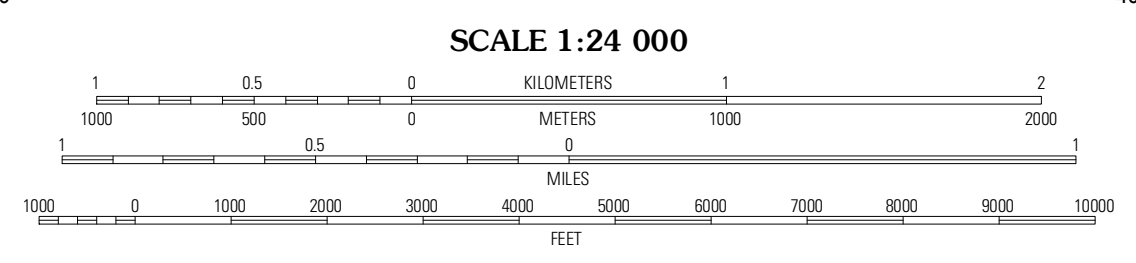 SCALE 1:24 000
1 0.5 0 KILOMETERS 1 2
1000 500 0 METERS 1000 2000
1 0.5 0 1
MILES
1000 0 1000 2000 3000 4000 5000 6000 7000 8000 9000 10000
FEET